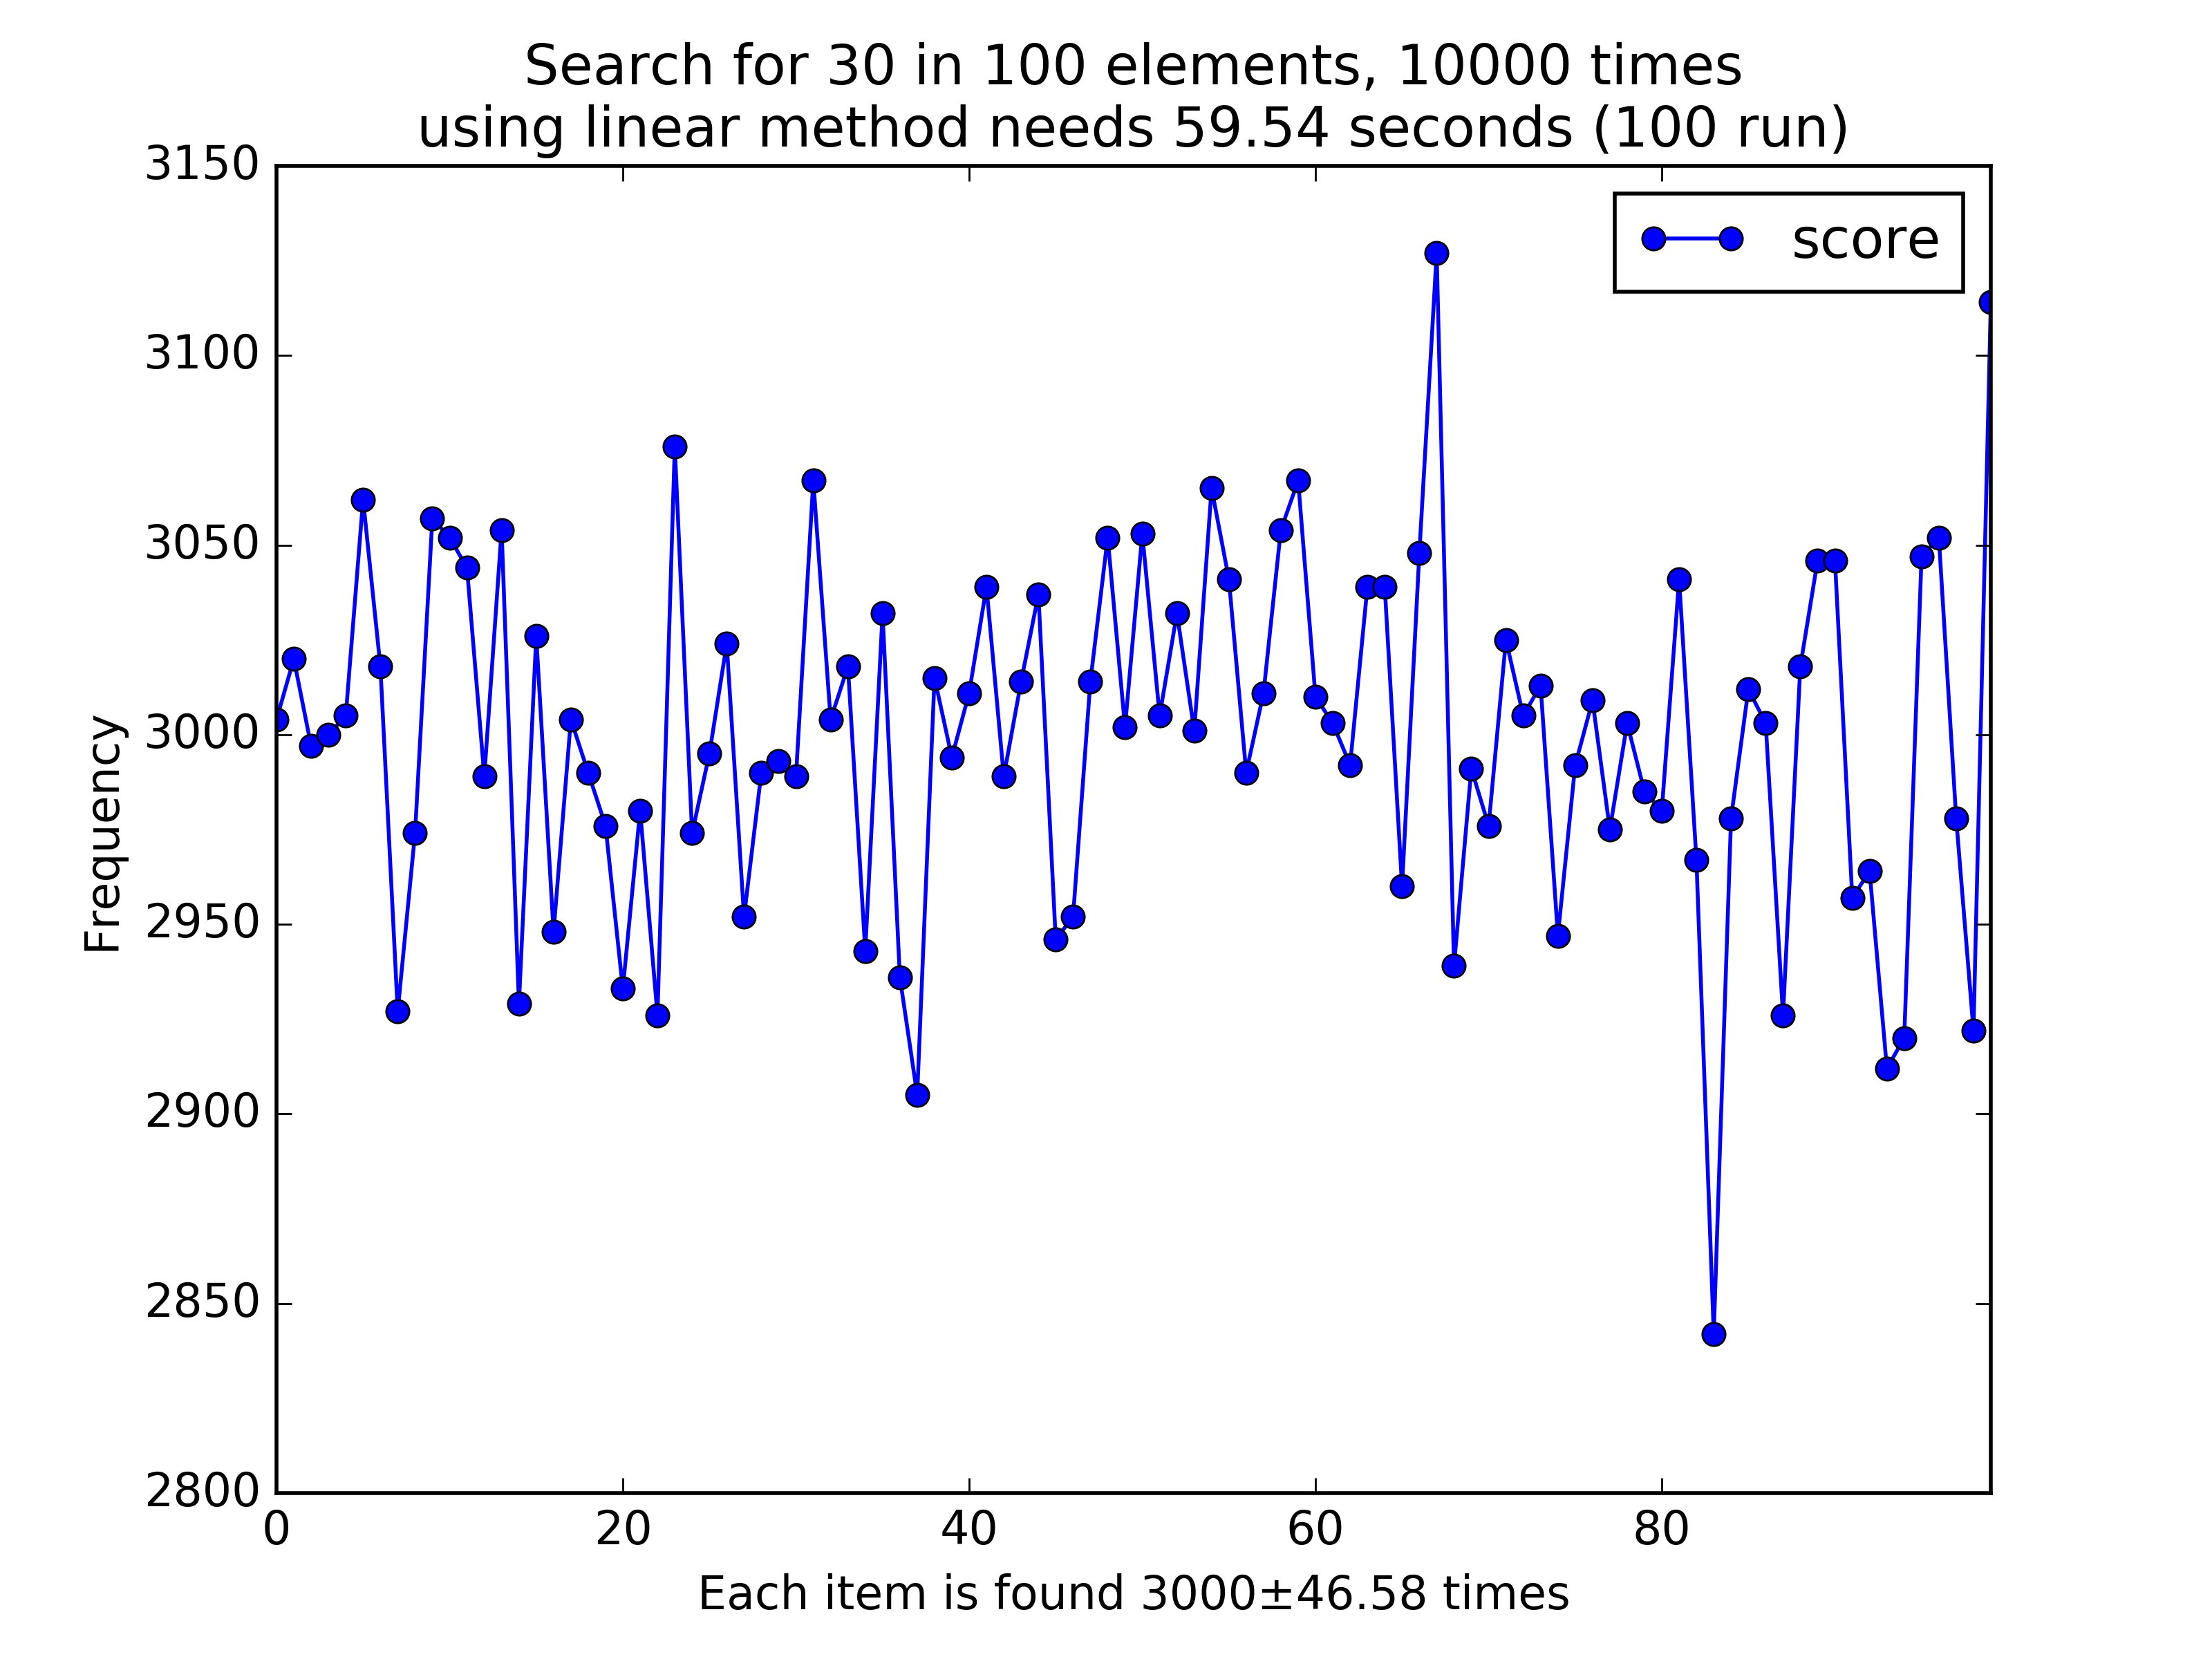 Search for 30 in 100 elements, 10000 times
using linear method needs 59.54 seconds (100 run)
score
3150
3100
3050
3000
2950
2900
2850
2800
Frequency
0 20 40 60 80
Each item is found 3000±46.58 times